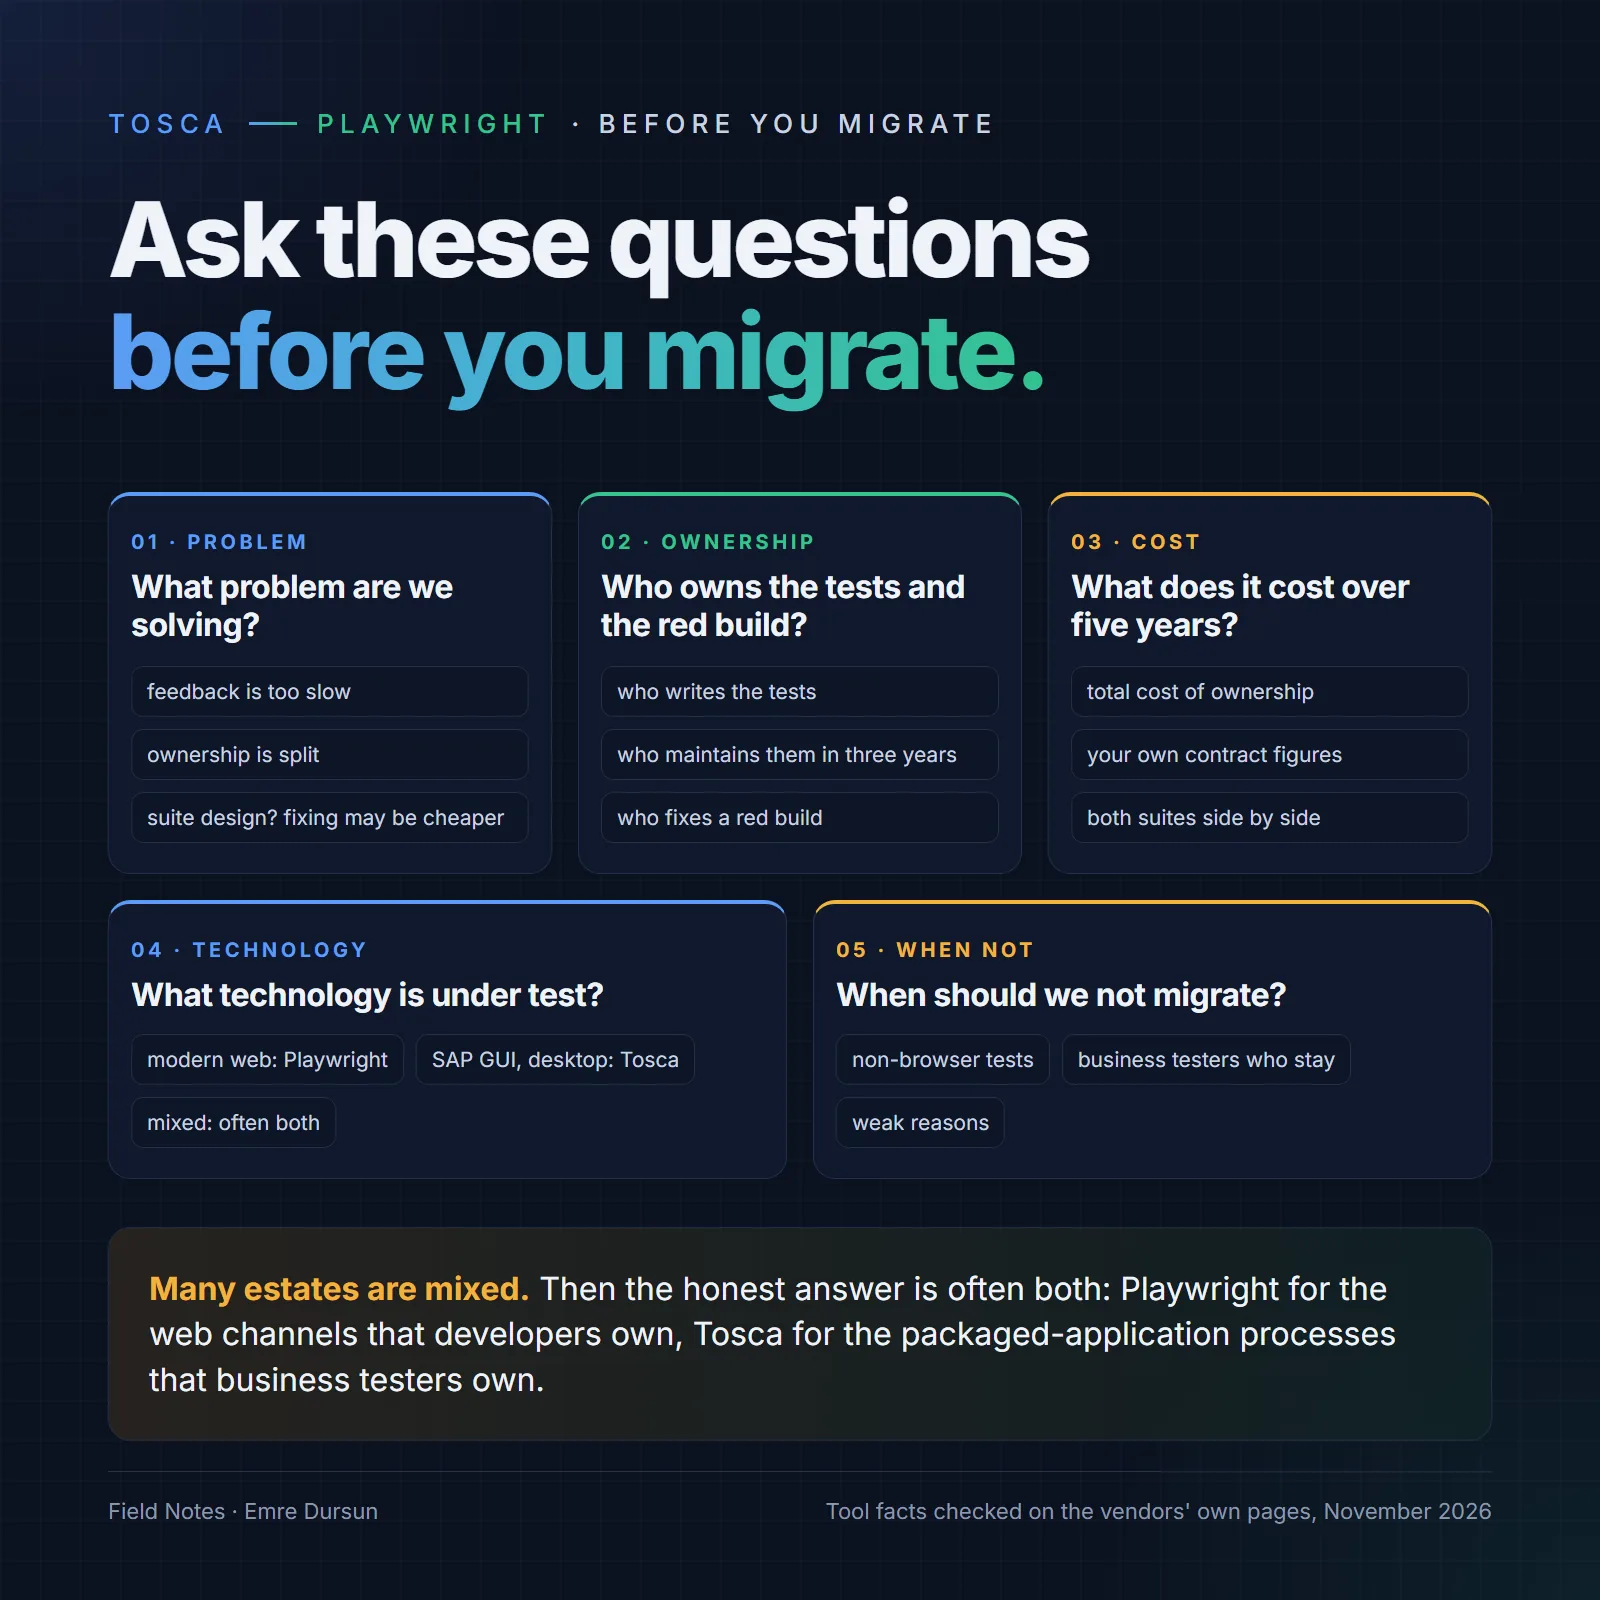 TOSCA — PLAYWRIGHT · BEFORE YOU MIGRATE
Ask these questions
before you migrate.
01 · PROBLEM
What problem are we
solving?
feedback is too slow
ownership is split
suite design? fixing may be cheaper
02 · OWNERSHIP
Who owns the tests and
the red build?
who writes the tests
who maintains them in three years
who fixes a red build
03 · COST
What does it cost over
five years?
total cost of ownership
your own contract figures
both suites side by side
04 · TECHNOLOGY
What technology is under test?
modern web: Playwright
SAP GUI, desktop: Tosca
mixed: often both
05 · WHEN NOT
When should we not migrate?
non-browser tests
business testers who stay
weak reasons
Many estates are mixed. Then the honest answer is often both: Playwright for the
web channels that developers own, Tosca for the packaged-application processes
that business testers own.
Field Notes · Emre Dursun
Tool facts checked on the vendors' own pages, November 2026